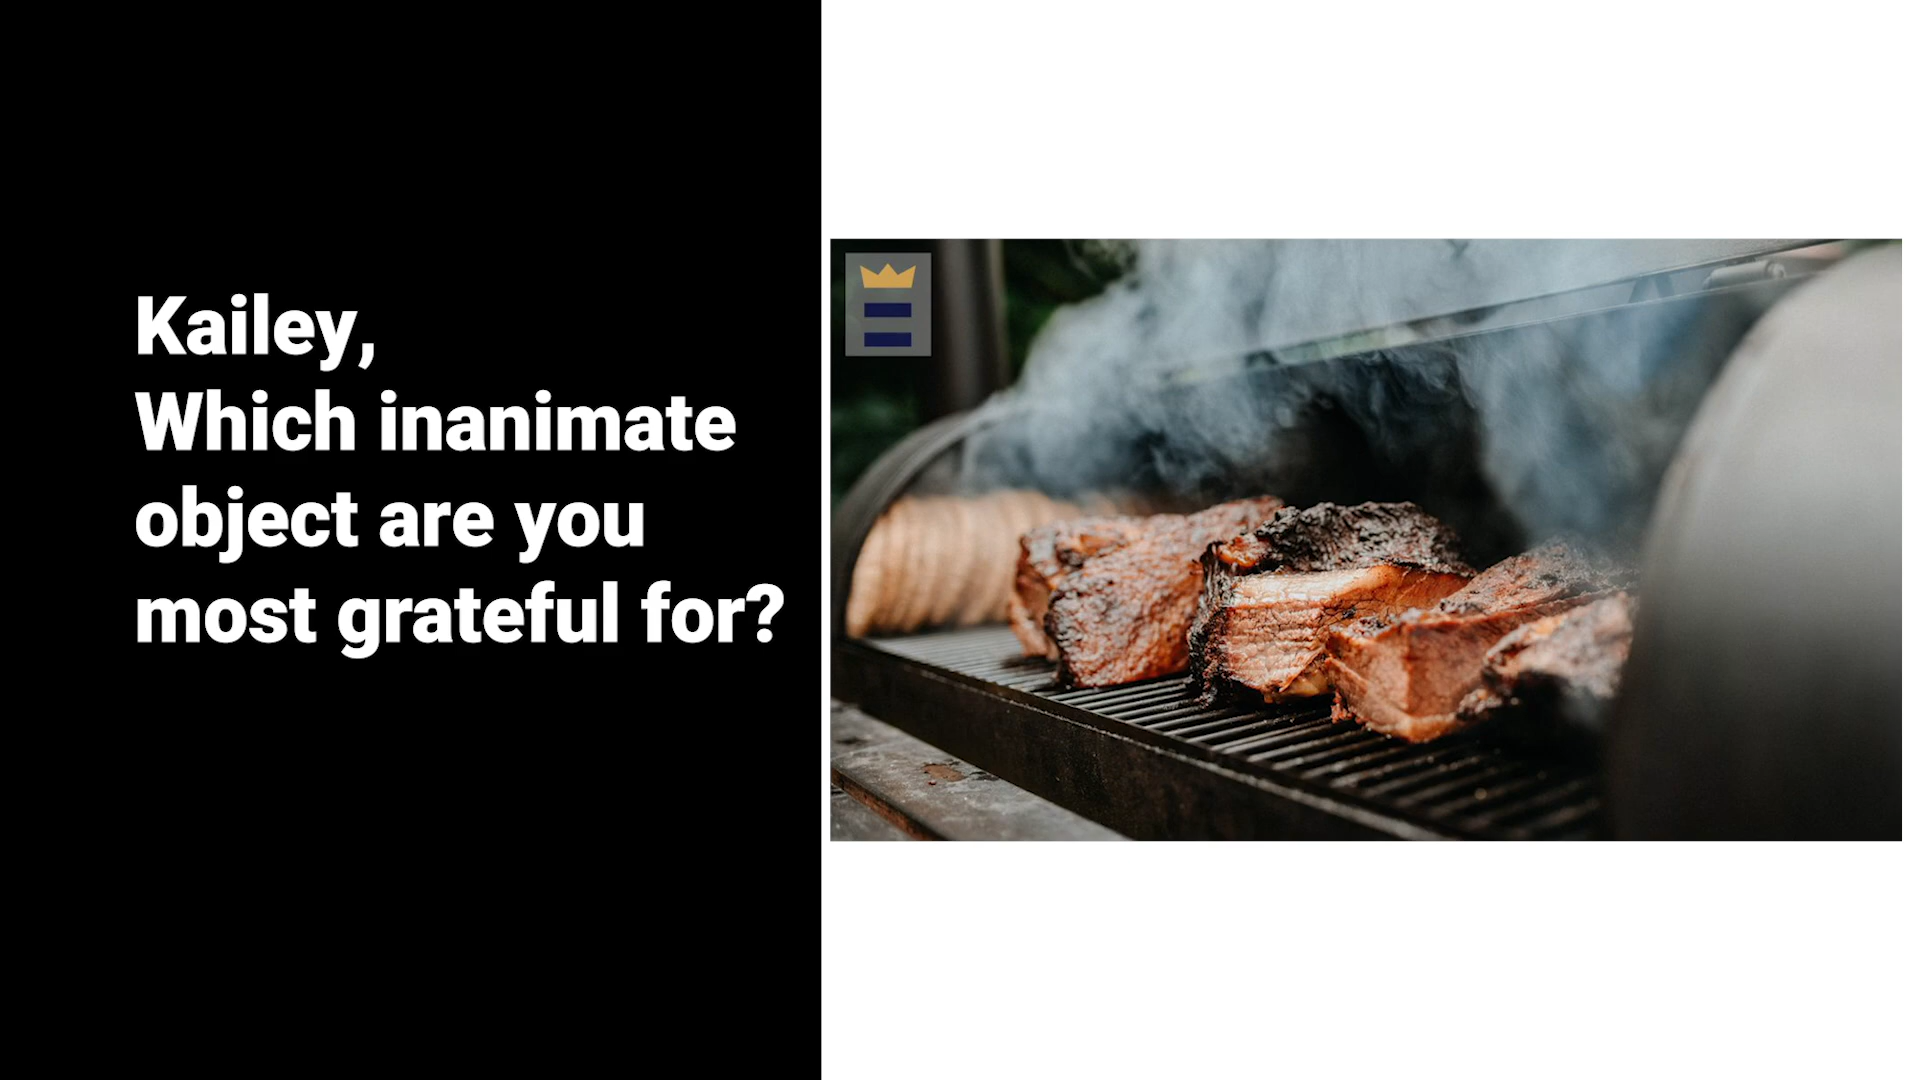 Kailey,
Which inanimate
object are you
most grateful for?